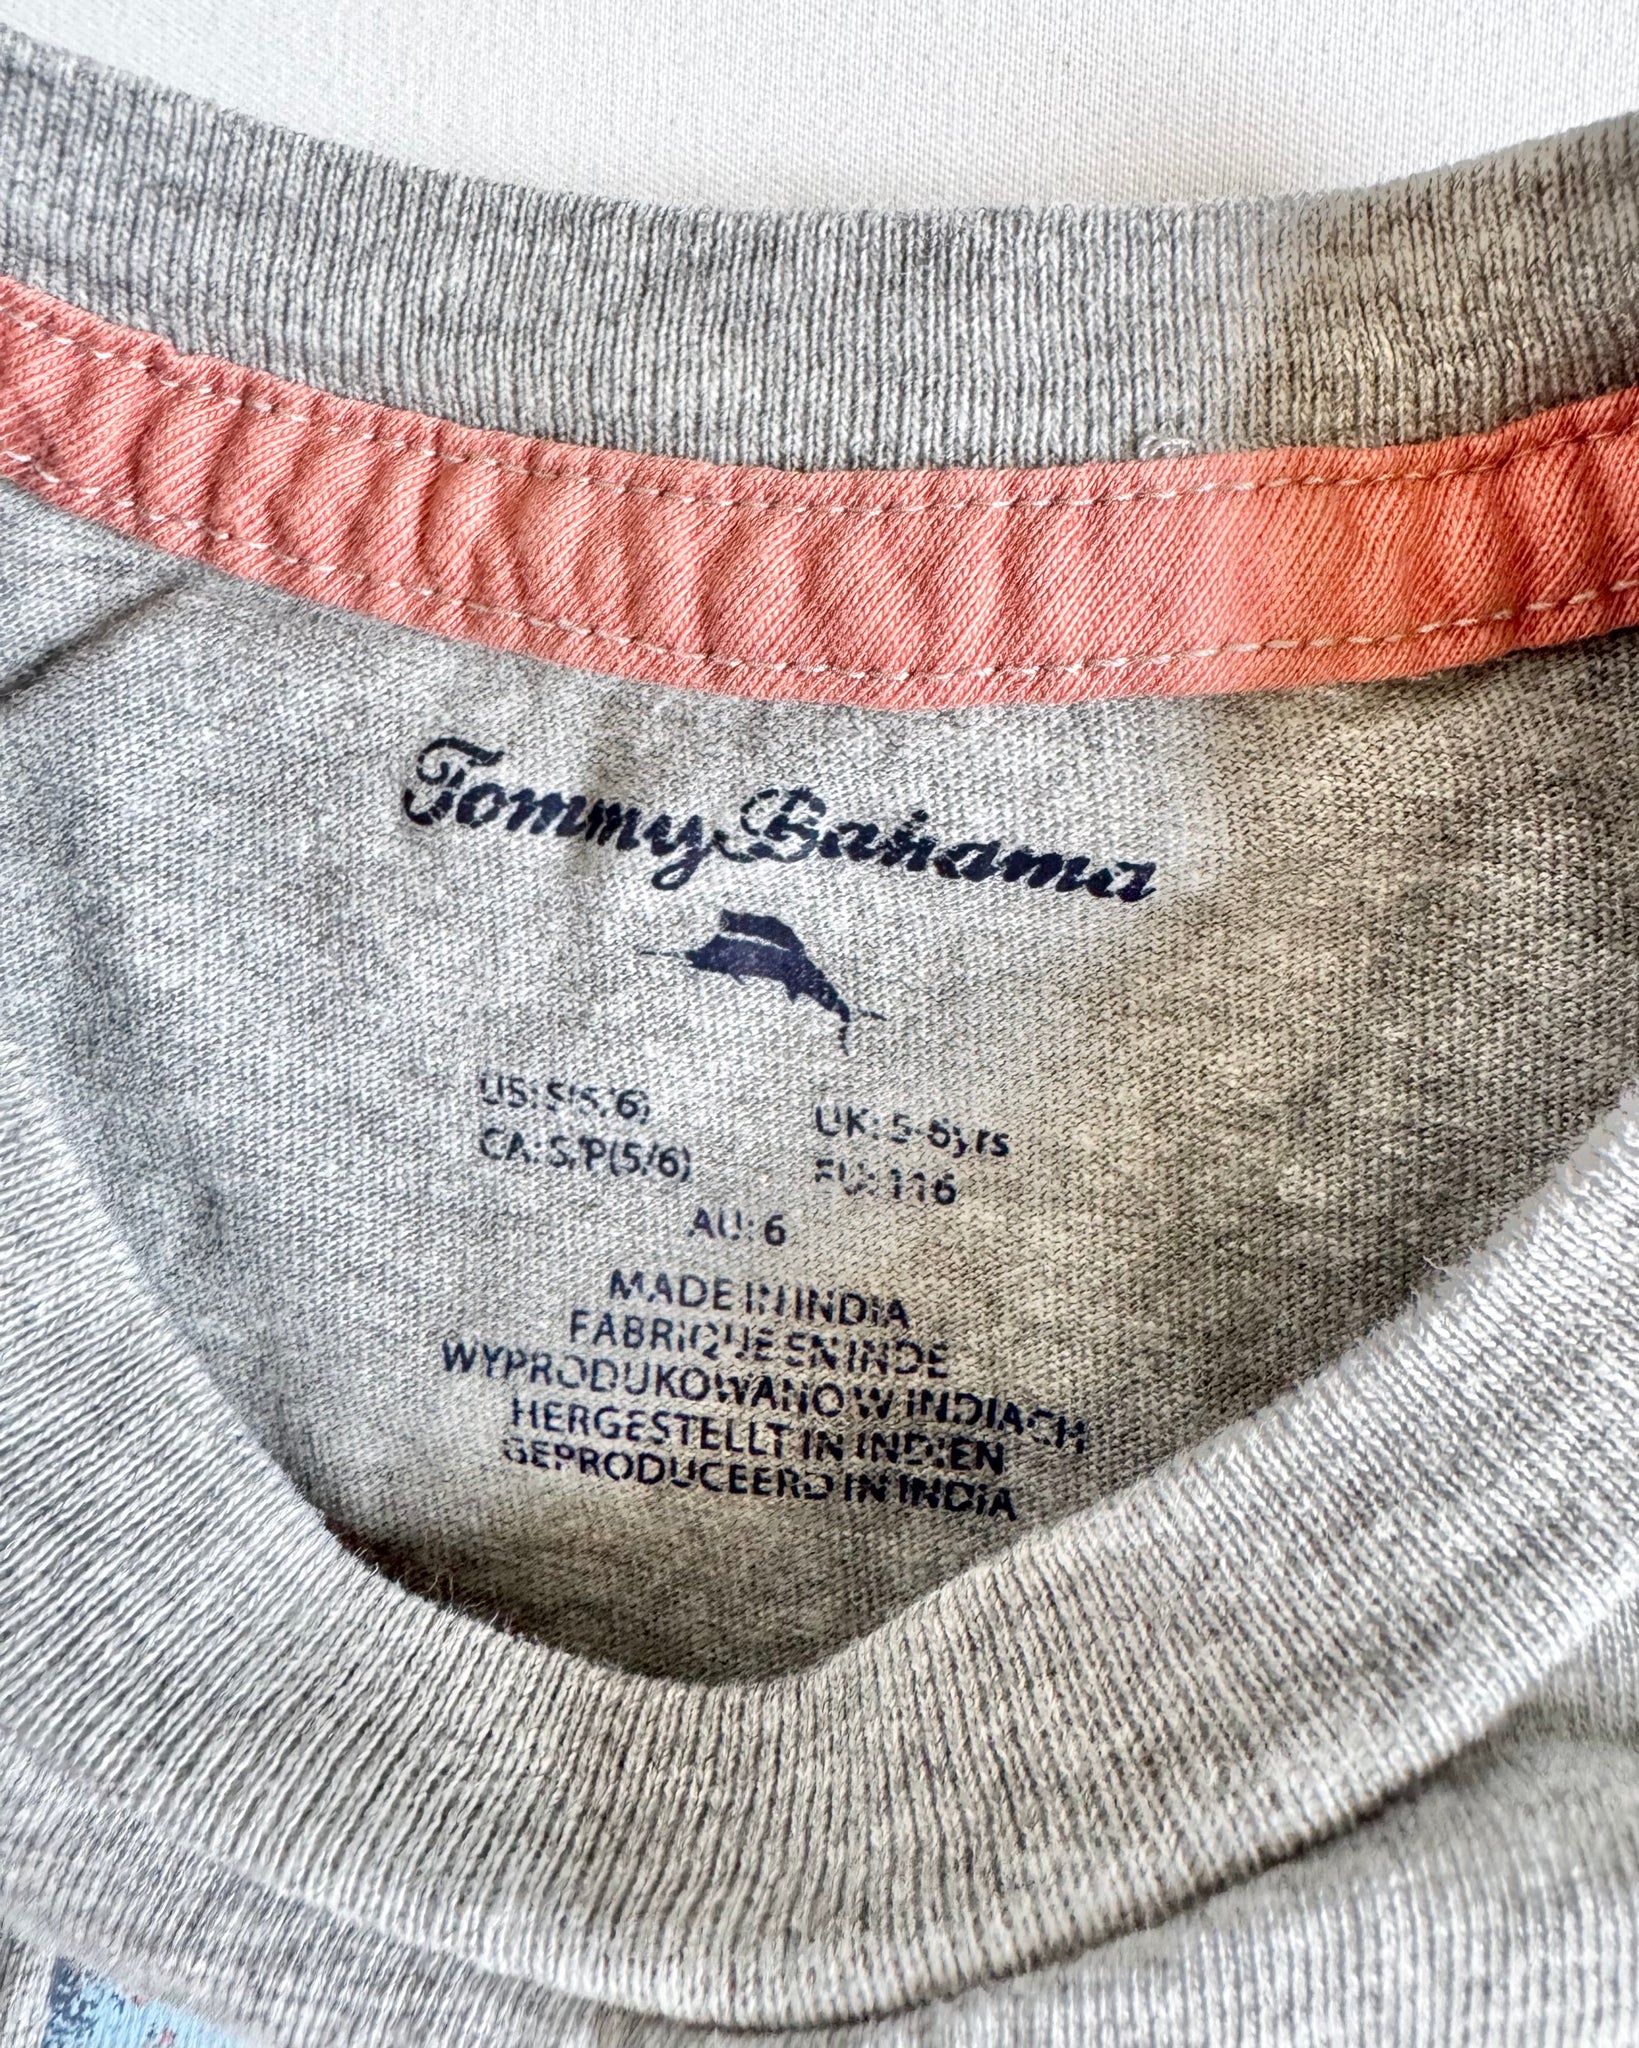 Tommy Bahama
US: S(5/6) UK: 5-6yrs
CA: S/P(5/6) EU: 116
AU: 6
MADE IN INDIA
FABRIQUE EN INDE
WYPRODUKOWANO W INDIACH
HERGESTELLT IN INDIEN
GEPRODUCEERD IN INDIA